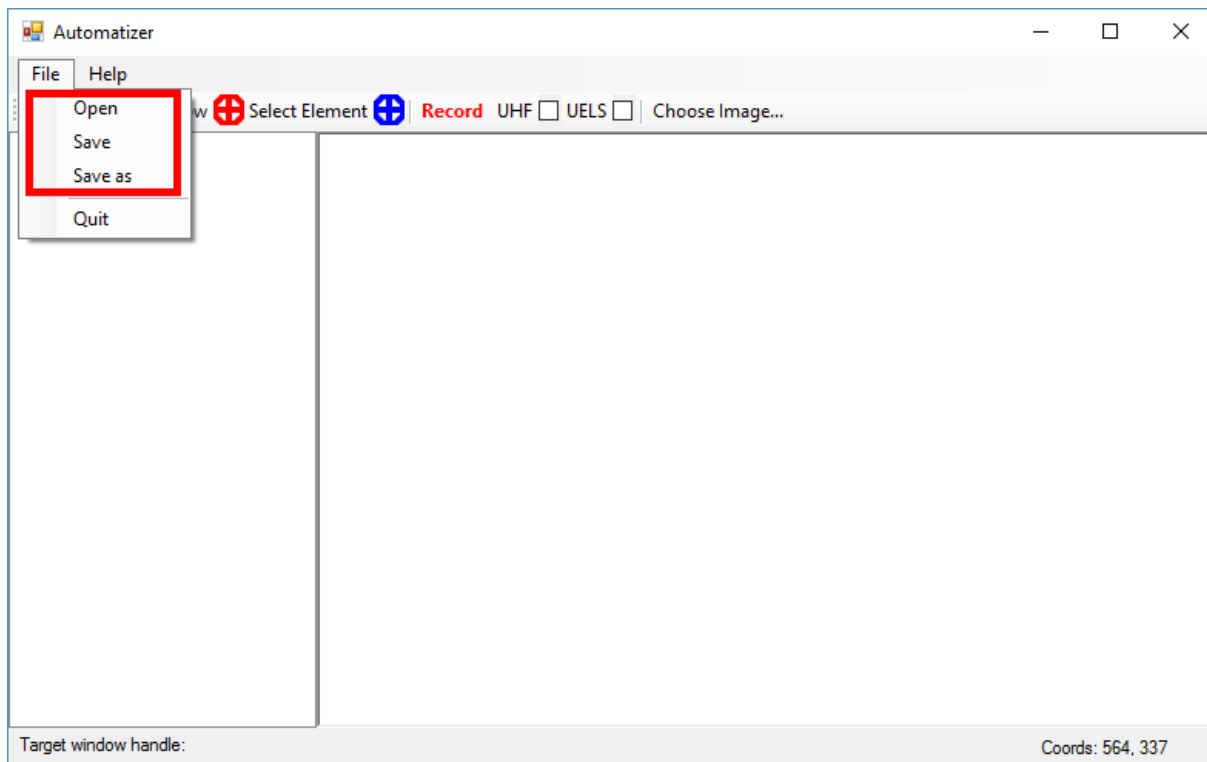 Automatizer
File Help
Open
w Select Element Record UHF UELS Choose Image...
Save
Save as
Quit
Target window handle:
Coords: 564, 337